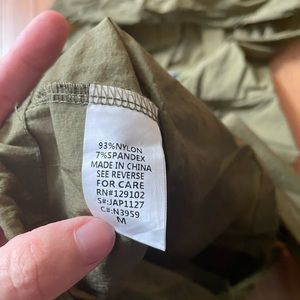 93%NYLON
7%SPANDEX
MADE IN CHINA
SEE REVERSE
FOR CARE
RN#129102
S#:JAP1127
C#:N3959
M